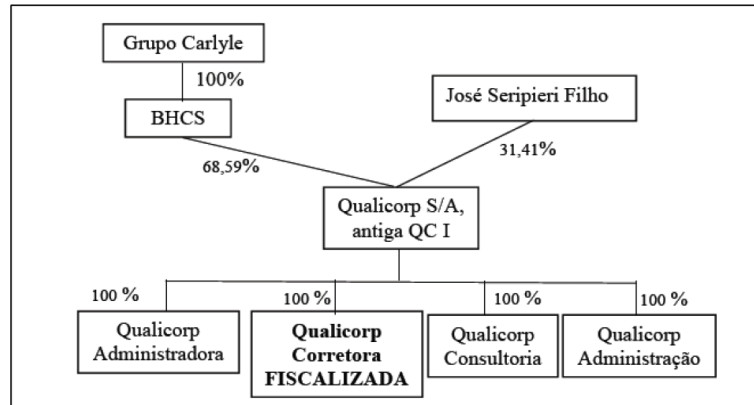 Grupo Carlyle
100%
José Seripieri Filho
BHCS
68,59%
31,41%
Qualicorp S/A,
antiga QC I
100 %
100 %
100 %
100 %
Qualicorp
Administradora
Qualicorp
Corretora
FISCALIZADA
Qualicorp
Consultoria
Qualicorp
Administração